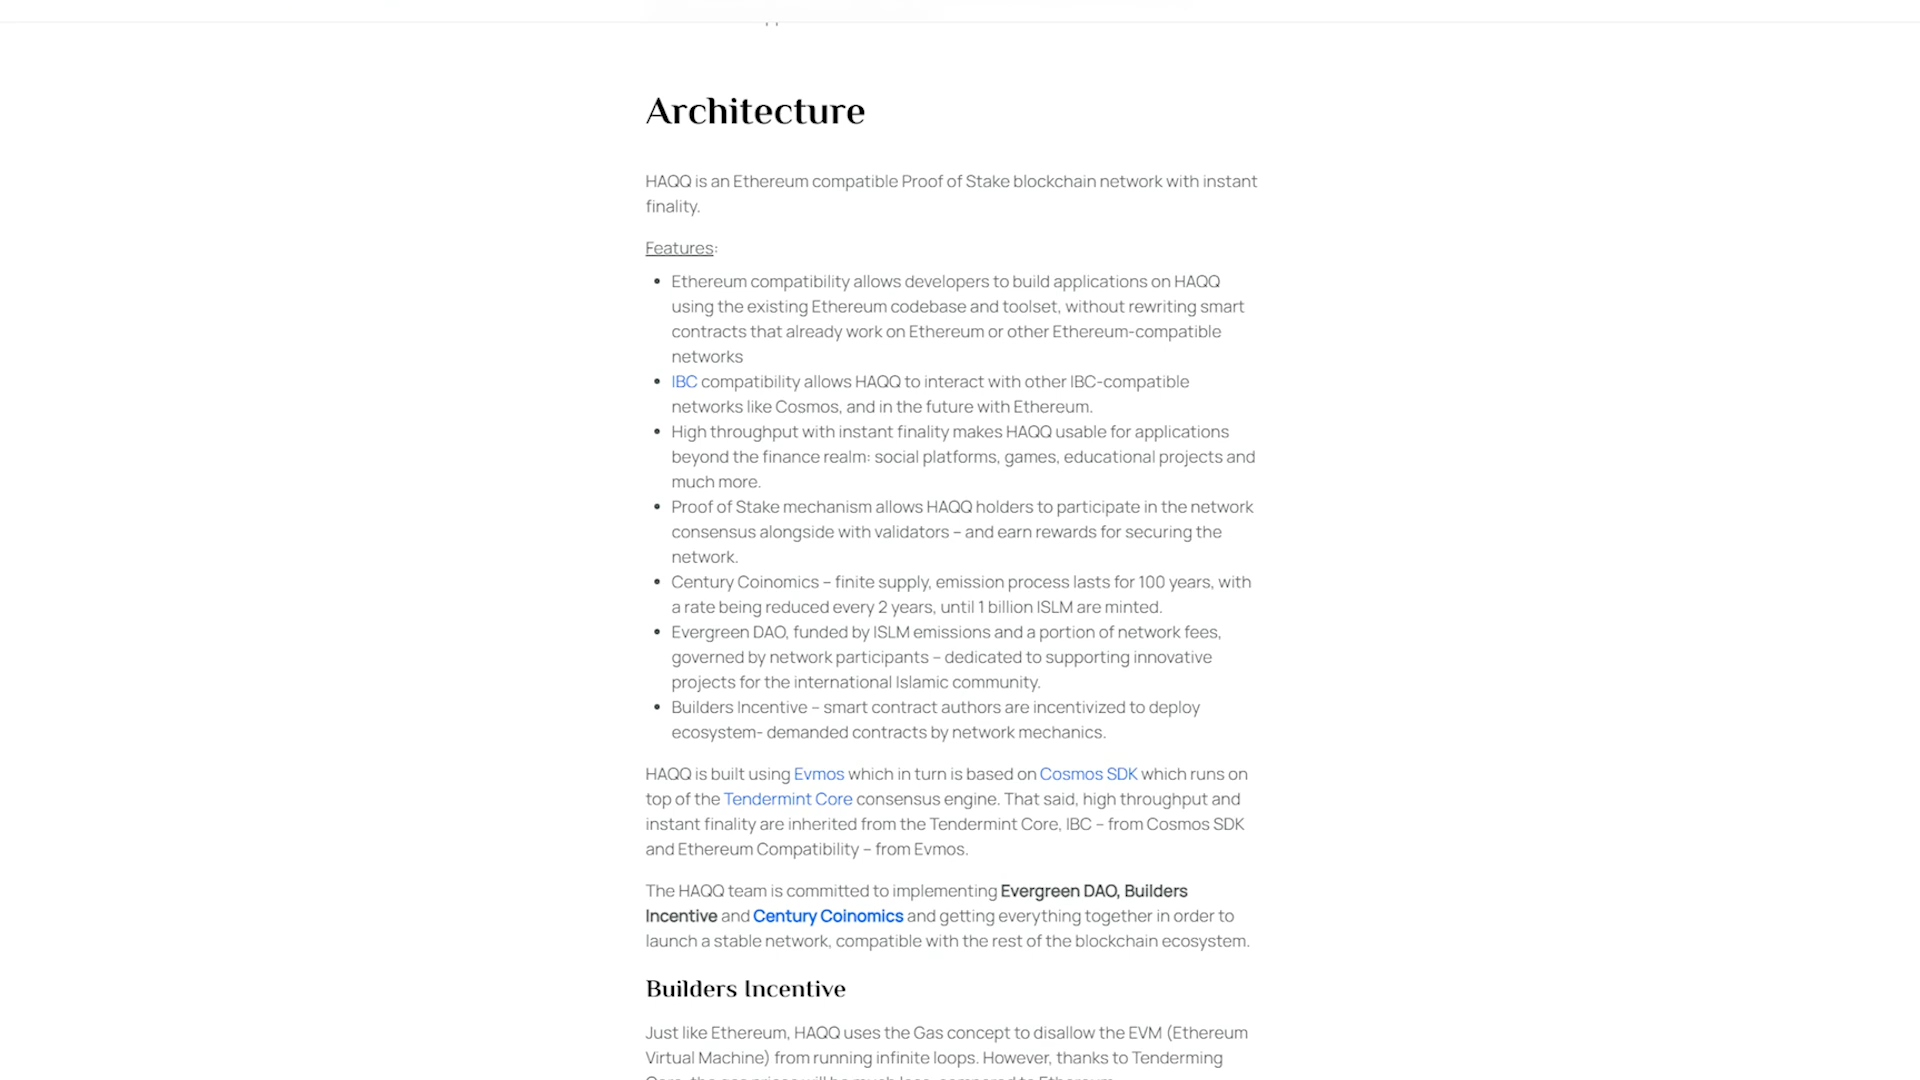 Architecture
HAQQ is an Ethereum compatible Proof of Stake blockchain network with instant
finality.
Features:
• Ethereum compatibility allows developers to build applications on HAQQ
using the existing Ethereum codebase and toolset, without rewriting smart
contracts that already work on Ethereum or other Ethereum-compatible
networks
• IBC compatibility allows HAQQ to interact with other IBC-compatible
networks like Cosmos, and in the future with Ethereum.
• High throughput with instant finality makes HAQQ usable for applications
beyond the finance realm: social platforms, games, educational projects and
much more.
• Proof of Stake mechanism allows HAQQ holders to participate in the network
consensus alongside with validators – and earn rewards for securing the
network.
• Century Coinomics – finite supply, emission process lasts for 100 years, with
a rate being reduced every 2 years, until 1 billion ISLM are minted.
• Evergreen DAO, funded by ISLM emissions and a portion of network fees,
governed by network participants – dedicated to supporting innovative
projects for the international Islamic community.
• Builders Incentive – smart contract authors are incentivized to deploy
ecosystem- demanded contracts by network mechanics.
HAQQ is built using Evmos which in turn is based on Cosmos SDK which runs on
top of the Tendermint Core consensus engine. That said, high throughput and
instant finality are inherited from the Tendermint Core, IBC – from Cosmos SDK
and Ethereum Compatibility – from Evmos.
The HAQQ team is committed to implementing Evergreen DAO, Builders
Incentive and Century Coinomics and getting everything together in order to
launch a stable network, compatible with the rest of the blockchain ecosystem.
Builders Incentive
Just like Ethereum, HAQQ uses the Gas concept to disallow the EVM (Ethereum
Virtual Machine) from running infinite loops. However, thanks to Tenderming